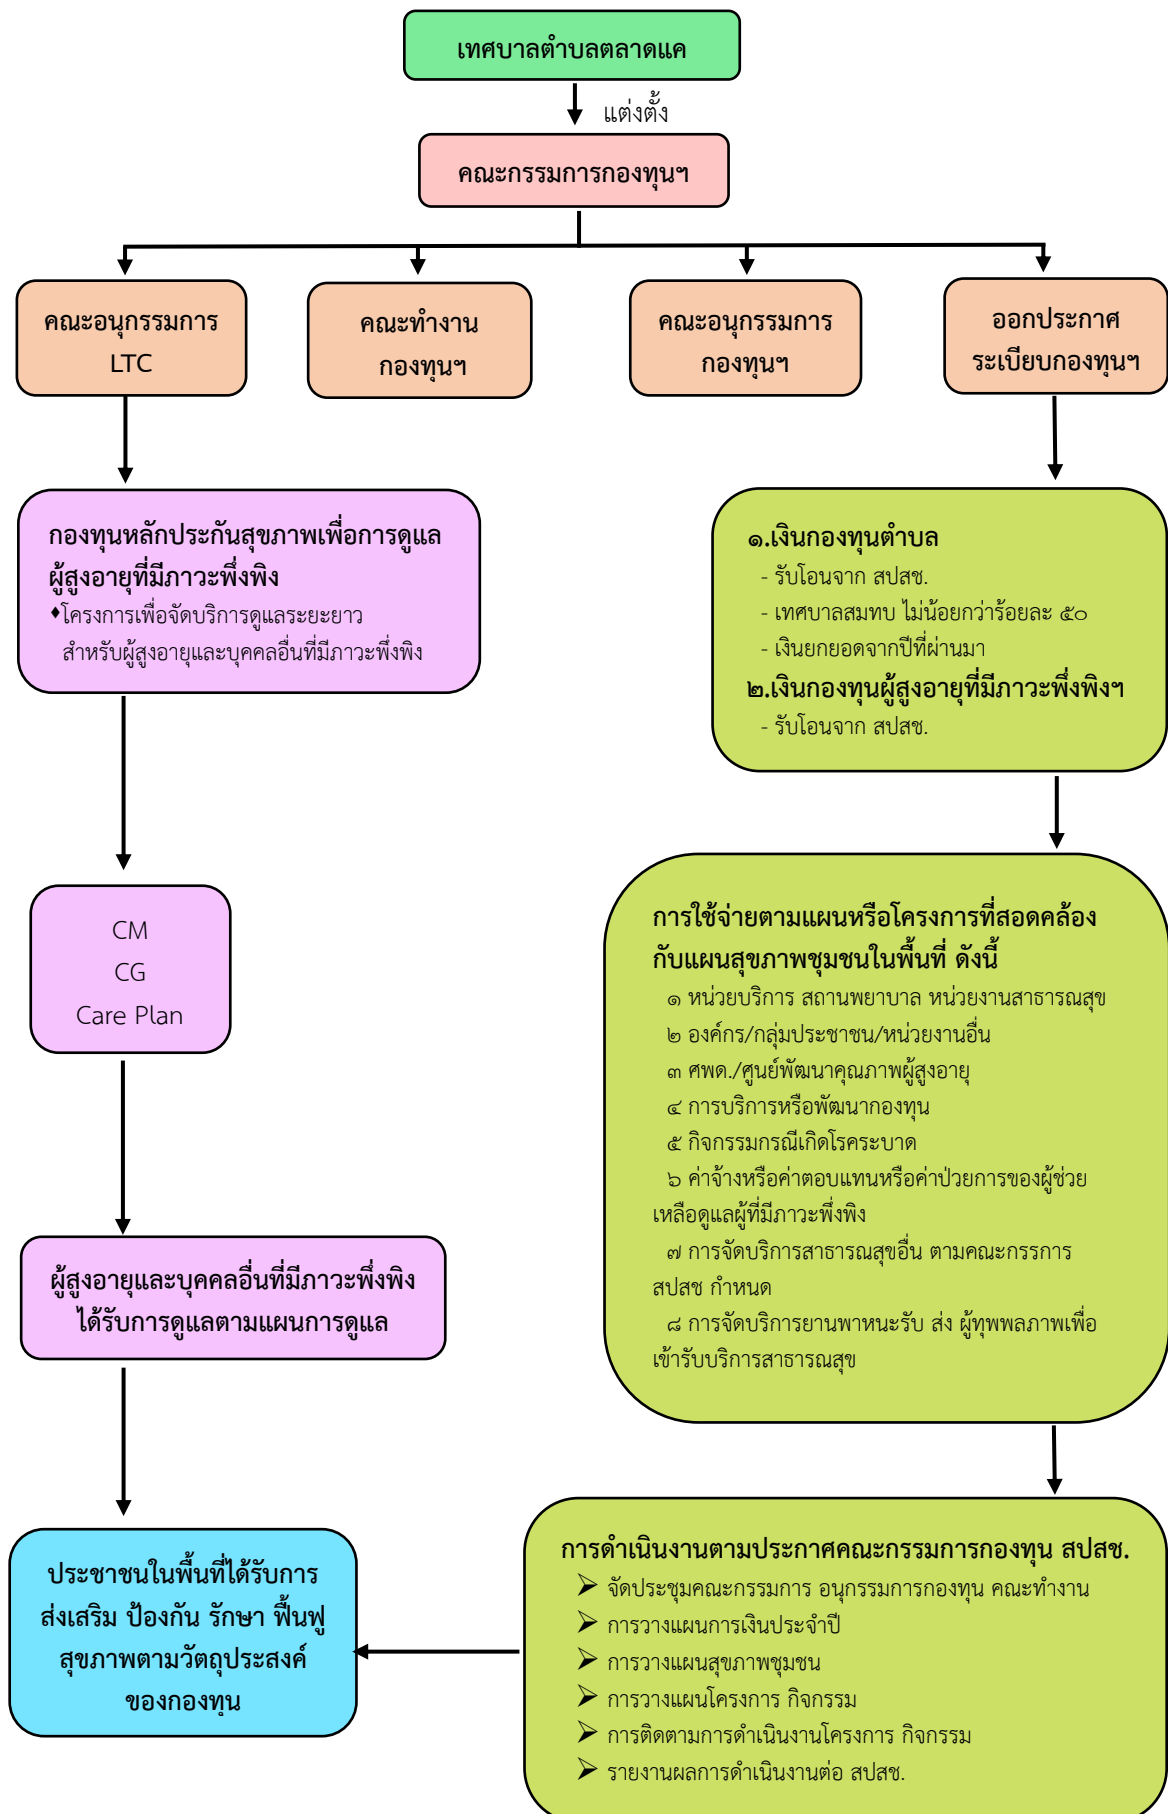 เทศบาลตำบลตลาดแค
แต่งตั้ง
คณะกรรมการกองทุนฯ
คณะอนุกรรมการ
LTC
คณะทำงาน
กองทุนฯ
คณะอนุกรรมการ
กองทุนฯ
ออกประกาศ
ระเบียบกองทุนฯ
กองทุนหลักประกันสุขภาพเพื่อการดูแล
ผู้สูงอายุที่มีภาวะพึ่งพิง
♦โครงการเพื่อจัดบริการดูแลระยะยาว
สำหรับผู้สูงอายุและบุคคลอื่นที่มีภาวะพึ่งพิง
๑.เงินกองทุนตำบล
- รับโอนจาก สปสช.
- เทศบาลสมทบ ไม่น้อยกว่าร้อยละ ๕๐
- เงินยกยอดจากปีที่ผ่านมา
๒.เงินกองทุนผู้สูงอายุที่มีภาวะพึ่งพิงฯ
- รับโอนจาก สปสช.
CM
CG
Care Plan
การใช้จ่ายตามแผนหรือโครงการที่สอดคล้อง
กับแผนสุขภาพชุมชนในพื้นที่ ดังนี้
๑ หน่วยบริการ สถานพยาบาล หน่วยงานสาธารณสุข
๒ องค์กร/กลุ่มประชาชน/หน่วยงานอื่น
๓ ศพด./ศูนย์พัฒนาคุณภาพผู้สูงอายุ
๔ การบริการหรือพัฒนากองทุน
๕ กิจกรรมกรณีเกิดโรคระบาด
๖ ค่าจ้างหรือค่าตอบแทนหรือค่าป่วยการของผู้ช่วย
เหลือดูแลผู้ที่มีภาวะพึ่งพิง
๗ การจัดบริการสาธารณสุขอื่น ตามคณะกรรการ
สปสช กำหนด
๘ การจัดบริการยานพาหนะรับ ส่ง ผู้ทุพพลภาพเพื่อ
เข้ารับบริการสาธารณสุข
ผู้สูงอายุและบุคคลอื่นที่มีภาวะพึ่งพิง
ได้รับการดูแลตามแผนการดูแล
ประชาชนในพื้นที่ได้รับการ
ส่งเสริม ป้องกัน รักษา ฟื้นฟู
สุขภาพตามวัตถุประสงค์
ของกองทุน
การดำเนินงานตามประกาศคณะกรรมการกองทุน สปสช.
➢ จัดประชุมคณะกรรมการ อนุกรรมการกองทุน คณะทำงาน
➢ การวางแผนการเงินประจำปี
➢ การวางแผนสุขภาพชุมชน
➢ การวางแผนโครงการ กิจกรรม
➢ การติดตามการดำเนินงานโครงการ กิจกรรม
➢ รายงานผลการดำเนินงานต่อ สปสช.